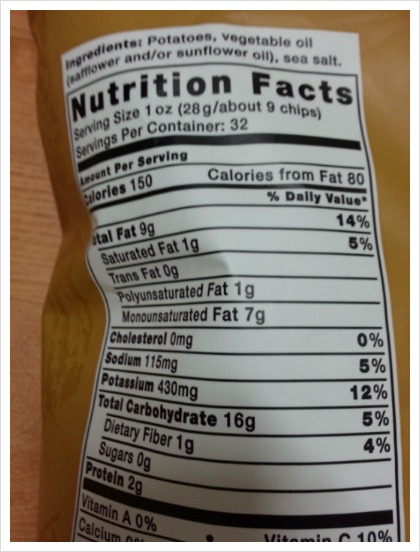 Ingredients: Potatoes, vegetable oil
(safflower and/or sunflower oil), sea salt.
Nutrition Facts
Serving Size 1 oz (28g/about 9 chips)
Servings Per Container: 32
Amount Per Serving
Calories 150 Calories from Fat 80
% Daily Value*
Total Fat 9g 14%
Saturated Fat 1g 5%
Trans Fat 0g
Polyunsaturated Fat 1g
Monounsaturated Fat 7g
Cholesterol 0mg 0%
Sodium 115mg 5%
Potassium 430mg 12%
Total Carbohydrate 16g 5%
Dietary Fiber 1g 4%
Sugars 0g
Protein 2g
Vitamin A 0% • Vitamin C 10%
Calcium